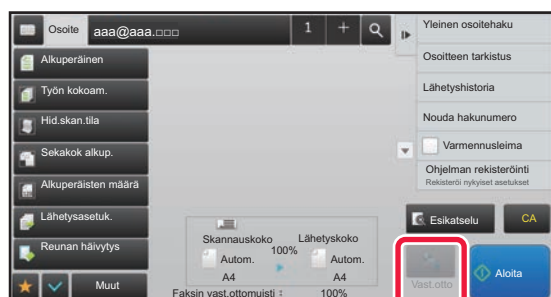 Osoite
aaa@aaa.□□□
1
+
Alkuperäinen
Työn kokoam.
Hid.skan.tila
Sekakok alkup.
Alkuperäisten määrä
Lähetysasetuk.
Reunan häivytys
Muut
Skannauskoko
100%
Lähetyskoko
Autom.
A4
Autom.
A4
Faksin vast.ottomuisti :
100%
Yleinen osoitehaku
Osoitteen tarkistus
Lähetyshistoria
Nouda hakunumero
Varmennusleima
Ohjelman rekisteröinti
Rekisteröi nykyiset asetukset
Esikatselu
CA
Vast.otto
Aloita